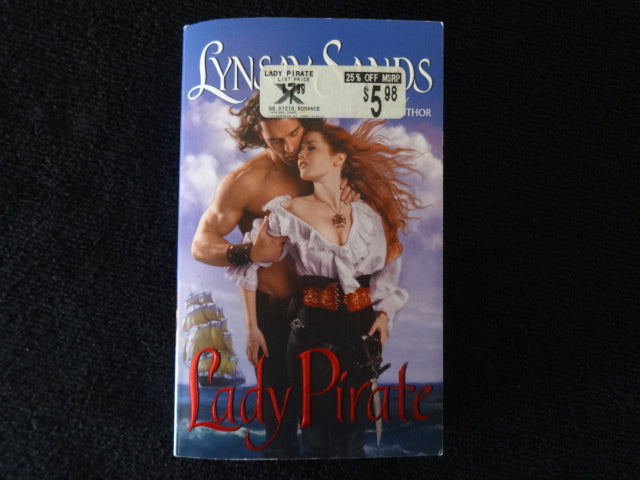 LYNSAY SANDS
LADY PIRATE
LIST PRICE
25% OFF MSRP
$5.98
ROMANCE
THOR
Lady Pirate